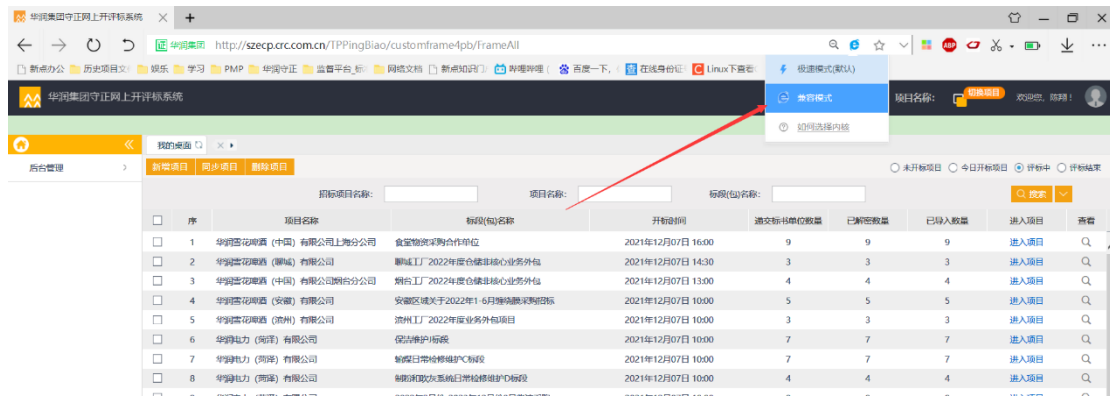 华润集团守正网上开评标系统
证 华润集团 http://szecp.crc.com.cn/TPPingBiao/customframe4pb/FrameAll
ABP
新点办公 历史项目文 娱乐 学习 PMP 华润守正 监督平台_标 网络文档 新点知识门 哔哩哔哩 ( 百度一下, 查 在线身份证 C Linux下查看
极速模式(默认)
兼容模式
如何选择内核
华润集团守正网上开评标系统 项目名称: 切换项目 欢迎您, 陈翔!
我的桌面
后台管理
新增项目 同步项目 删除项目 未开标项目 今日开标项目 评标中 评标结束
招标项目名称: 项目名称: 标段(包)名称: 搜索
序 项目名称 标段(包)名称 开标时间 递交标书单位数量 已解密数量 已导入数量 进入项目 查看
1 华润雪花啤酒 (中国) 有限公司上海分公司 食堂物资采购合作单位 2021年12月07日 16:00 9 9 9 进入项目
2 华润雪花啤酒 (聊城) 有限公司 聊城工厂2022年度仓储非核心业务外包 2021年12月07日 14:30 3 3 3 进入项目
3 华润雪花啤酒 (中国) 有限公司烟台分公司 烟台工厂2022年度仓储非核心业务外包 2021年12月07日 13:00 4 4 4 进入项目
4 华润雪花啤酒 (安徽) 有限公司 安徽区域关于2022年1-6月缠绕膜采购招标 2021年12月07日 10:00 5 5 5 进入项目
5 华润雪花啤酒 (滨州) 有限公司 滨州工厂2022年度业务外包项目 2021年12月07日 10:00 3 3 3 进入项目
6 华润电力 (菏泽) 有限公司 保洁维护I标段 2021年12月07日 10:00 7 7 7 进入项目
7 华润电力 (菏泽) 有限公司 输煤日常检修维护C标段 2021年12月07日 10:00 7 7 7 进入项目
8 华润电力 (菏泽) 有限公司 制粉和吹灰系统日常检修维护D标段 2021年12月07日 10:00 4 4 4 进入项目